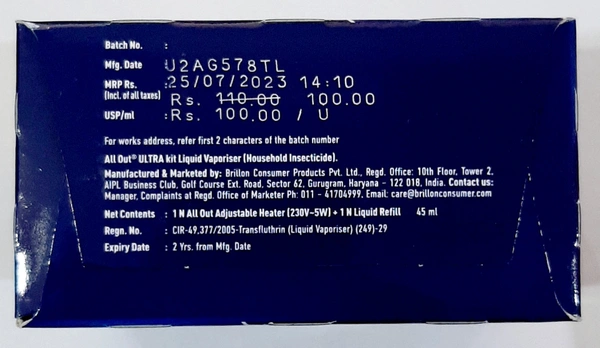 Batch No. :
Mfg. Date U2AG578TL
MRP Rs. : 25/07/2023 14:10
(Incl. of all taxes) Rs. 110.00 100.00
USP/ml : Rs. 100.00 / U
For works address, refer first 2 characters of the batch number
All Out® ULTRA kit Liquid Vaporiser (Household Insecticide).
Manufactured & Marketed by: Brillon Consumer Products Pvt. Ltd., Regd. Office: 10th Floor, Tower 2,
AIPL Business Club, Golf Course Ext. Road, Sector 62, Gurugram, Haryana - 122 018, India. Contact us:
Manager, Complaints at Regd. Office of Marketer Ph: 011 - 41704999, Email: care@brillonconsumer.com
Net Contents : 1 N All Out Adjustable Heater (230V~5W) + 1 N Liquid Refill 45 ml
Regn. No. : CIR-49,377/2005-Transfluthrin (Liquid Vaporiser) (249)-29
Expiry Date : 2 Yrs. from Mfg. Date